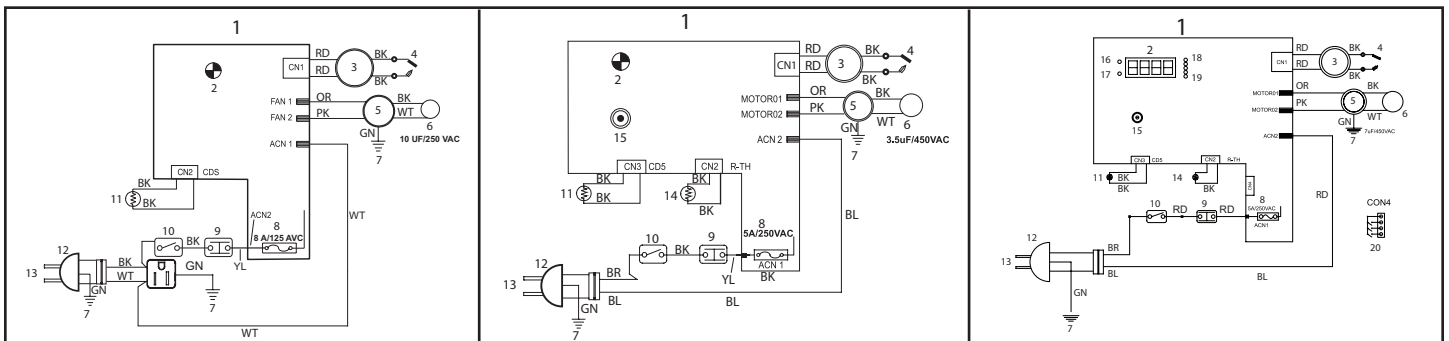 1
CN1
RD
RD
3
BK
BK
4
2
FAN 1
OR
FAN 2
PK
5
BK
WT
6
GN
7
10 UF/250 VAC
ACN 1
CN2
CDS
BK
BK
11
WT
ACN2
8
8 A/125 AVC
10
BK
9
YL
12
13
BK
WT
GN
GN
7
7
WT
1
CN1
RD
RD
3
BK
BK
4
2
15
MOTOR01
OR
MOTOR02
PK
5
BK
WT
6
GN
7
3.5uF/450VAC
ACN 2
CN3
CD5
CN2
R-TH
BK
BK
11
BK
14
BK
BL
8
5A/250VAC
ACN 1
BK
10
BK
9
YL
12
13
BR
BL
BL
GN
7
1
CN1
RD
RD
3
BK
BK
4
2
16
17
18
19
15
MOTOR01
OR
MOTOR02
PK
5
BK
WT
6
GN
7uF/450VAC
7
ACN2
CN3
CD5
CN2
R-TH
11
BK
BK
14
BK
CN4
RD
8
5A/250VAC
ACN1
10
RD
9
RD
CON4
20
12
13
BR
BL
BL
GN
7